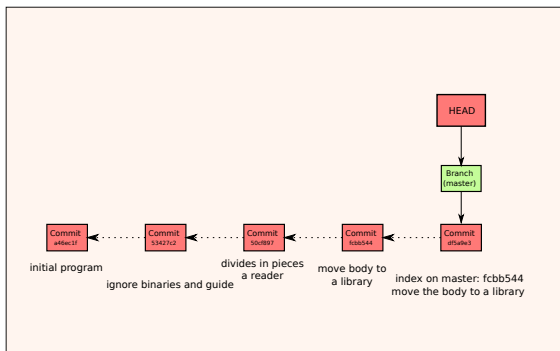 HEAD
Branch
(master)
Commit
a46ec1f
Commit
53427c2
Commit
50cf897
Commit
fcbb544
Commit
df5a9e3
initial program
ignore binaries and guide
divides in pieces
a reader
move body to
a library
index on master: fcbb544
move the body to a library